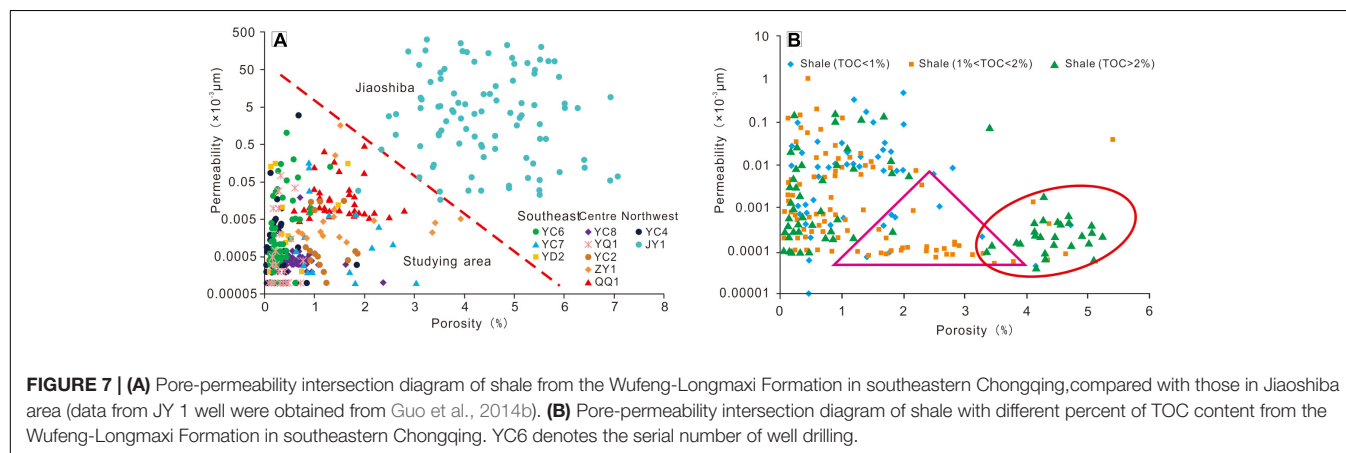 A
500
50
5
0.5
0.05
0.005
0.0005
0.00005
Permeability (×10⁻³μm)
0 1 2 3 4 5 6 7 8
Porosity (%)
Jiaoshiba
Studying area
Southeast Centre Northwest
YC6 YC8 YC4
YC7 YQ1 JY1
YD2 YC2
ZY1
QQ1
B
10
1
0.1
0.01
0.001
0.0001
0.00001
Permeability (×10⁻³μm)
0 1 2 3 4 5 6
Porosity (%)
Shale (TOC<1%) Shale (1%<TOC<2%) Shale (TOC>2%)
FIGURE 7 | (A) Pore-permeability intersection diagram of shale from the Wufeng-Longmaxi Formation in southeastern Chongqing,compared with those in Jiaoshiba
area (data from JY 1 well were obtained from Guo et al., 2014b). (B) Pore-permeability intersection diagram of shale with different percent of TOC content from the
Wufeng-Longmaxi Formation in southeastern Chongqing. YC6 denotes the serial number of well drilling.